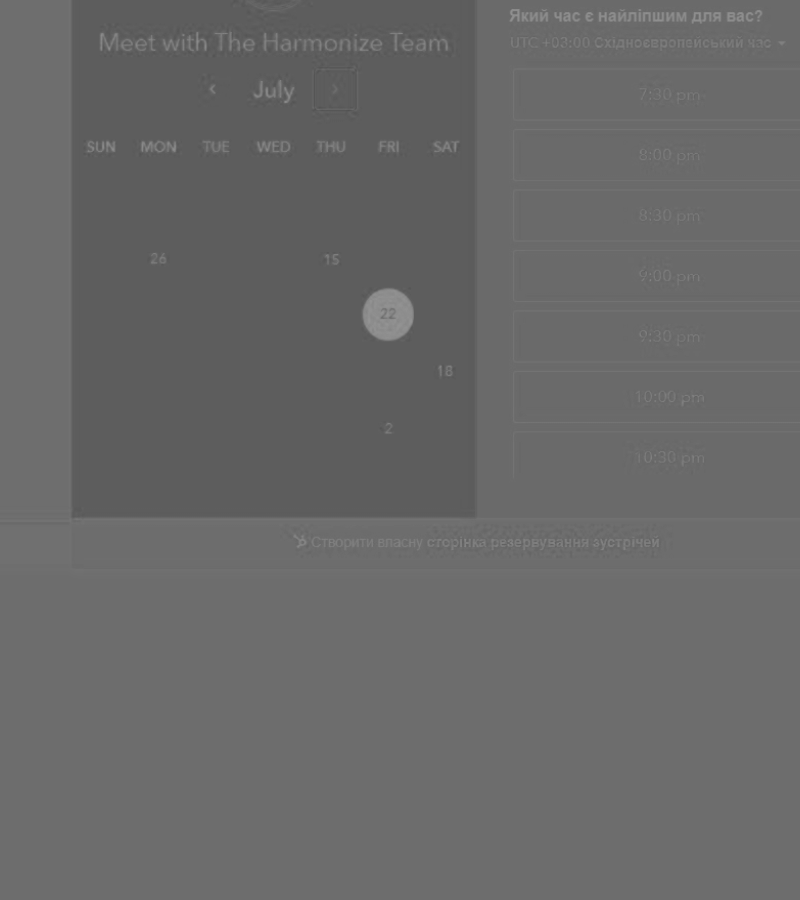 Meet with The Harmonize Team
‹ July ›
SUN MON TUE WED THU FRI SAT
26 15
22
18
2
Який час є найліпшим для вас?
UTC +03:00 Східноєвропейський час
7:30 pm
8:00 pm
8:30 pm
9:00 pm
9:30 pm
10:00 pm
10:30 pm
Створити власну сторінка резервування зустрічей